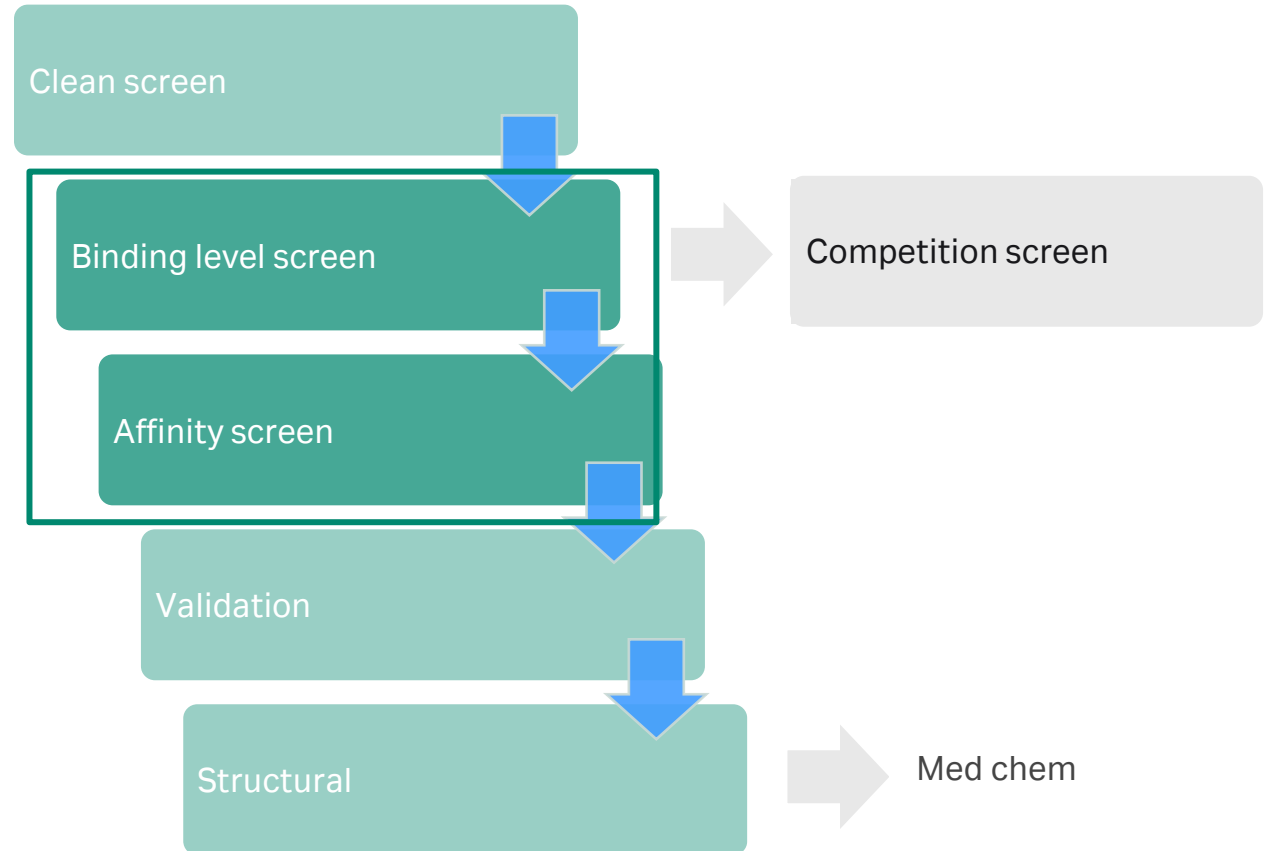 Clean screen
Binding level screen
Competition screen
Affinity screen
Validation
Structural
Med chem